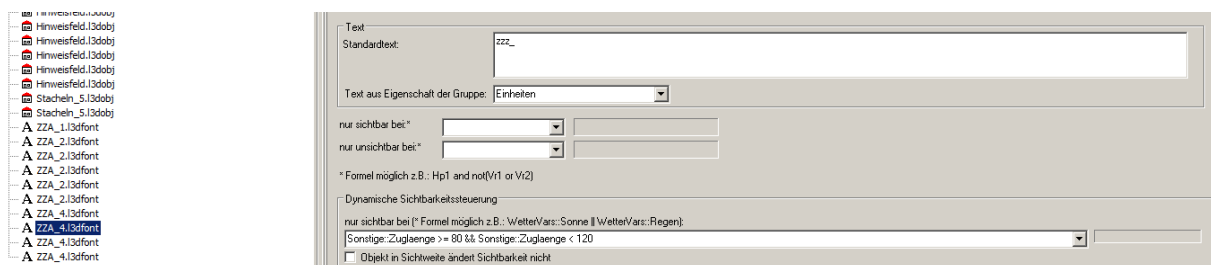 Hinweisfeld.l3dobj
Hinweisfeld.l3dobj
Hinweisfeld.l3dobj
Hinweisfeld.l3dobj
Hinweisfeld.l3dobj
Hinweisfeld.l3dobj
Stacheln_5.l3dobj
Stacheln_5.l3dobj
A ZZA_1.l3dfont
A ZZA_2.l3dfont
A ZZA_2.l3dfont
A ZZA_2.l3dfont
A ZZA_2.l3dfont
A ZZA_2.l3dfont
A ZZA_4.l3dfont
A ZZA_4.l3dfont
A ZZA_4.l3dfont
A ZZA_4.l3dfont
Text
Standardtext: zzz_
Text aus Eigenschaft der Gruppe: Einheiten
nur sichtbar bei:*
nur unsichtbar bei:*
* Formel möglich z.B.: Hp1 and not(Vr1 or Vr2)
Dynamische Sichtbarkeitssteuerung
nur sichtbar bei (* Formel möglich z.B.: WetterVars::Sonne || WetterVars::Regen):
Sonstige::Zuglaenge >= 80 && Sonstige::Zuglaenge < 120
Objekt in Sichtweite ändert Sichtbarkeit nicht